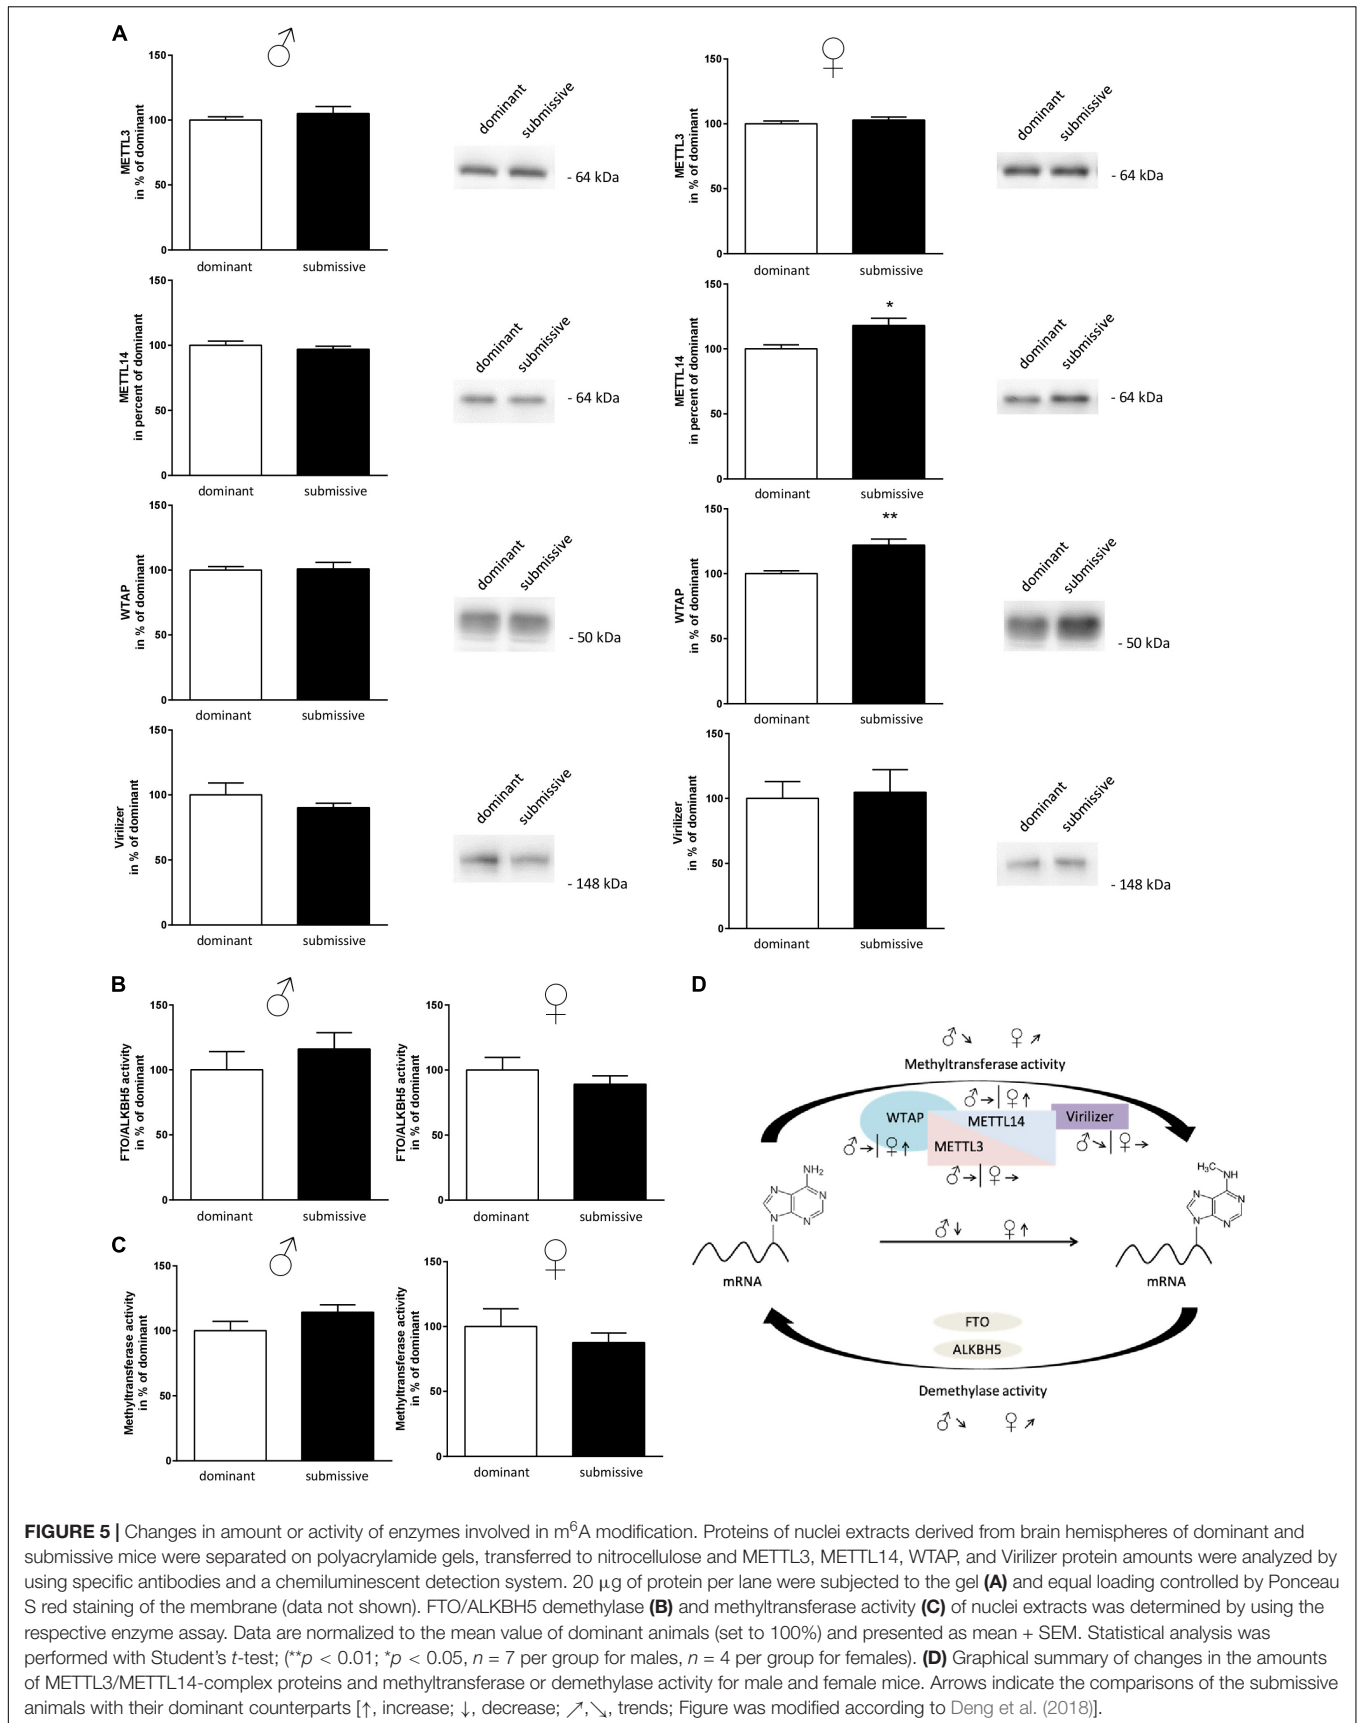 A
♂
150
100
50
0
METTL3
in % of dominant
dominant
submissive
dominant
submissive
- 64 kDa
♀
150
100
50
0
METTL3
in % of dominant
dominant
submissive
dominant
submissive
- 64 kDa
150
100
50
0
METTL14
in percent of dominant
dominant
submissive
dominant
submissive
- 64 kDa
150
100
50
0
METTL14
in percent of dominant
*
dominant
submissive
dominant
submissive
- 64 kDa
150
100
50
0
WTAP
in % of dominant
dominant
submissive
dominant
submissive
- 50 kDa
150
100
50
0
WTAP
in % of dominant
**
dominant
submissive
dominant
submissive
- 50 kDa
150
100
50
0
Virilizer
in % of dominant
dominant
submissive
dominant
submissive
- 148 kDa
150
100
50
0
Virilizer
in % of dominant
dominant
submissive
dominant
submissive
- 148 kDa
B
♂
150
100
50
0
FTO/ALKBH5 activity
in % of dominant
dominant
submissive
♀
150
100
50
0
FTO/ALKBH5 activity
in % of dominant
dominant
submissive
C
♂
150
100
50
0
Methyltransferase activity
in % of dominant
dominant
submissive
♀
150
100
50
0
Methyltransferase activity
in % of dominant
dominant
submissive
D
♂↘ ♀↗
Methyltransferase activity
♂→|♀↑
WTAP
METTL14
Virilizer
♂→|♀↑
METTL3
♂↘|♀→
♂→|♀→
NH2
N
N
N
N
H3C
NH
N
N
N
N
♂↓ ♀↑
mRNA
mRNA
FTO
ALKBH5
Demethylase activity
♂↘ ♀↗
FIGURE 5 | Changes in amount or activity of enzymes involved in m⁶A modification. Proteins of nuclei extracts derived from brain hemispheres of dominant and
submissive mice were separated on polyacrylamide gels, transferred to nitrocellulose and METTL3, METTL14, WTAP, and Virilizer protein amounts were analyzed by
using specific antibodies and a chemiluminescent detection system. 20 μg of protein per lane were subjected to the gel (A) and equal loading controlled by Ponceau
S red staining of the membrane (data not shown). FTO/ALKBH5 demethylase (B) and methyltransferase activity (C) of nuclei extracts was determined by using the
respective enzyme assay. Data are normalized to the mean value of dominant animals (set to 100%) and presented as mean + SEM. Statistical analysis was
performed with Student's t-test; (**p < 0.01; *p < 0.05, n = 7 per group for males, n = 4 per group for females). (D) Graphical summary of changes in the amounts
of METTL3/METTL14-complex proteins and methyltransferase or demethylase activity for male and female mice. Arrows indicate the comparisons of the submissive
animals with their dominant counterparts [↑, increase; ↓, decrease; ↗,↘, trends; Figure was modified according to Deng et al. (2018)].